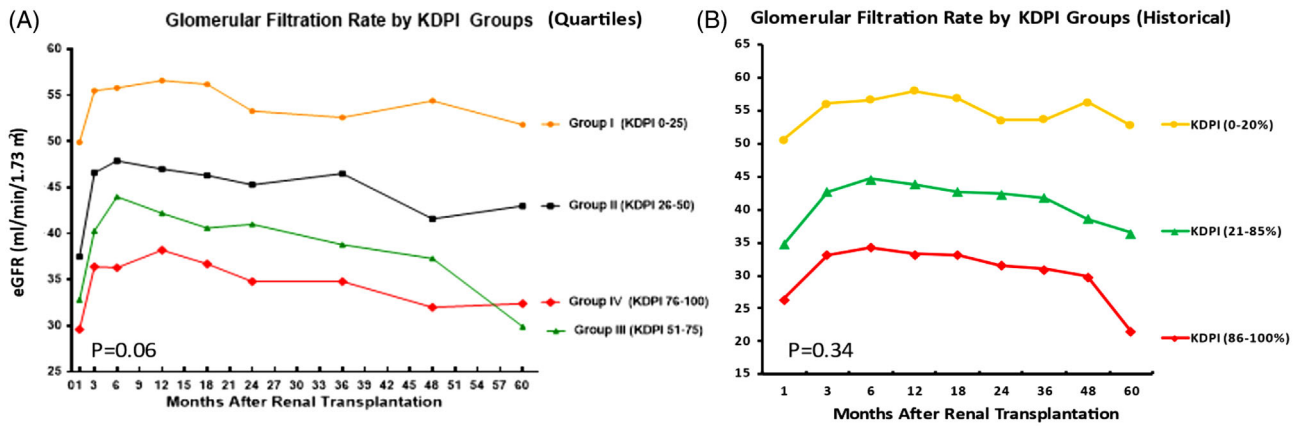 (A)
Glomerular Filtration Rate by KDPI Groups (Quartiles)
60
55
50
45
40
35
30
25
eGFR (ml/min/1.73 m²)
Group I (KDPI 0-25)
Group II (KDPI 26-50)
Group IV (KDPI 76-100)
Group III (KDPI 51-75)
P=0.06
0 1 3 6 9 12 15 18 21 24 27 30 33 36 39 42 45 48 51 54 57 60
Months After Renal Transplantation
(B)
Glomerular Filtration Rate by KDPI Groups (Historical)
65
60
55
50
45
40
35
30
25
20
15
KDPI (0-20%)
KDPI (21-85%)
KDPI (86-100%)
P=0.34
1 3 6 12 18 24 36 48 60
Months After Renal Transplantation